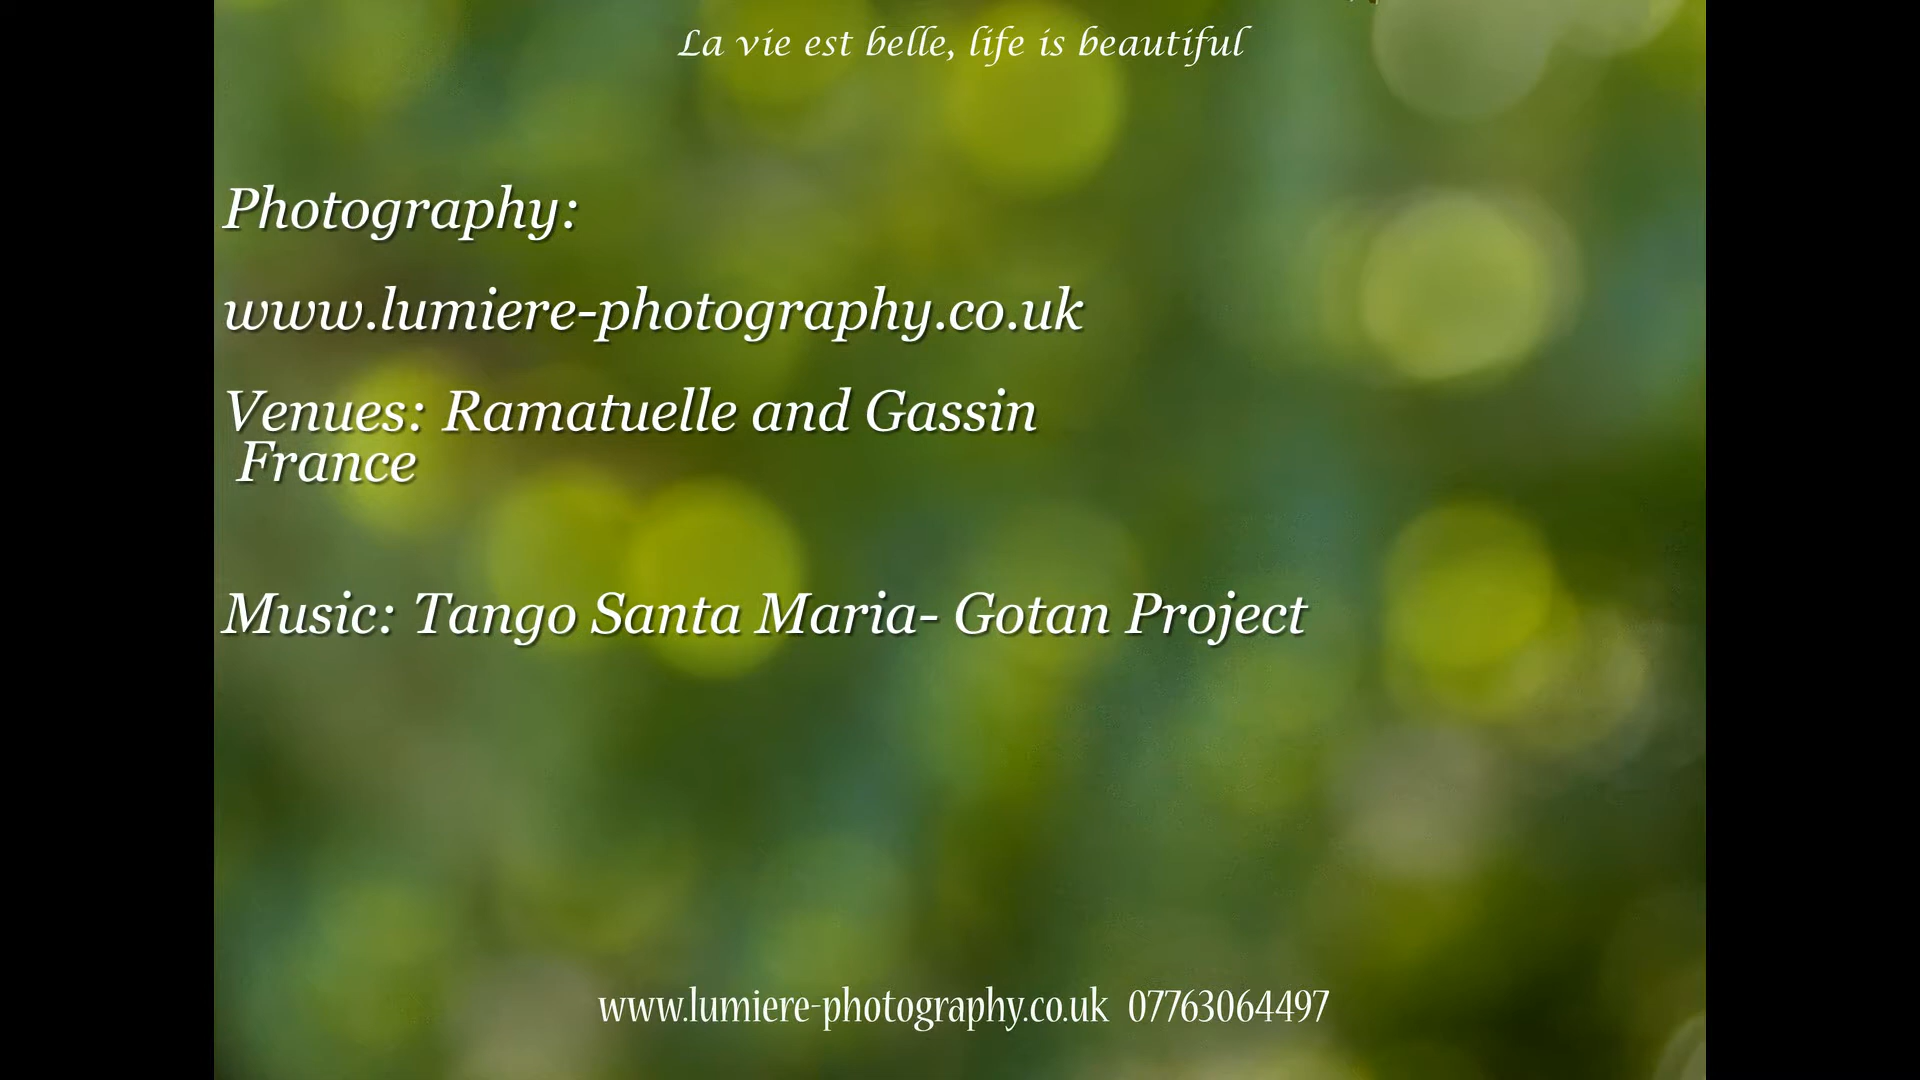 La vie est belle, life is beautiful
Photography:
www.lumiere-photography.co.uk
Venues: Ramatuelle and Gassin
France
Music: Tango Santa Maria- Gotan Project
www.lumiere-photography.co.uk 07763064497